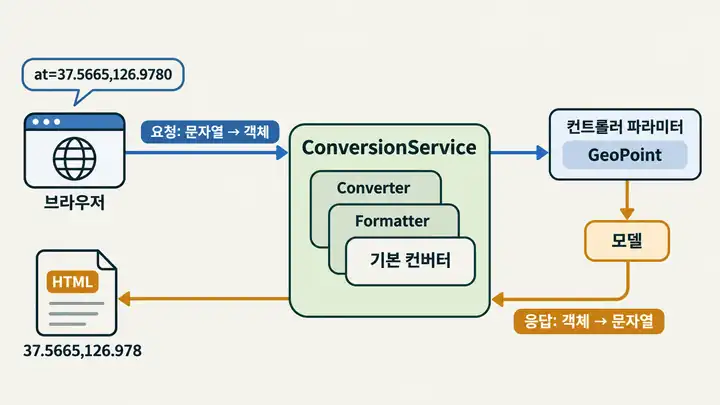 at=37.5665,126.9780
브라우저
요청: 문자열 → 객체
ConversionService
Converter
Formatter
기본 컨버터
컨트롤러 파라미터
GeoPoint
모델
응답: 객체 → 문자열
HTML
37.5665,126.978